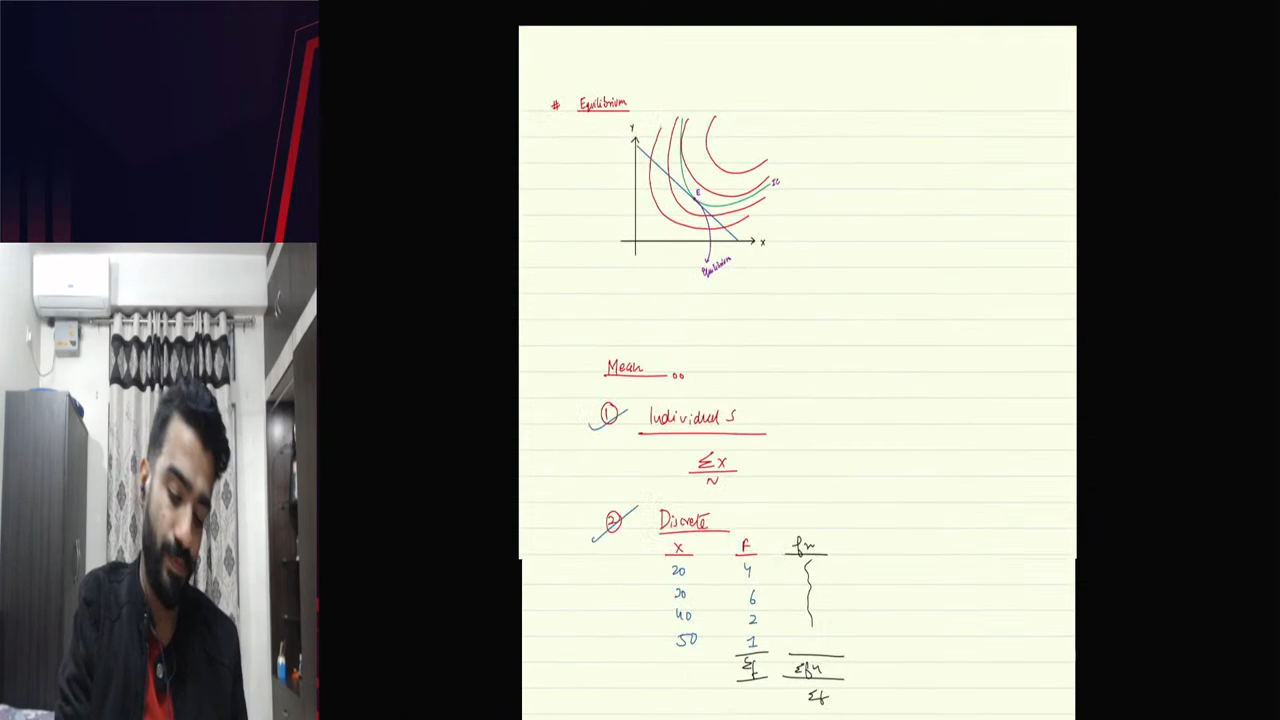 # Equilibrium
Y
E
IC
X
Equilibrium
Mean
① Individual S
Σx
N
② Discrete
X F fx
20 4
30 6
40 2
50 1
Σf Σfx
Σf